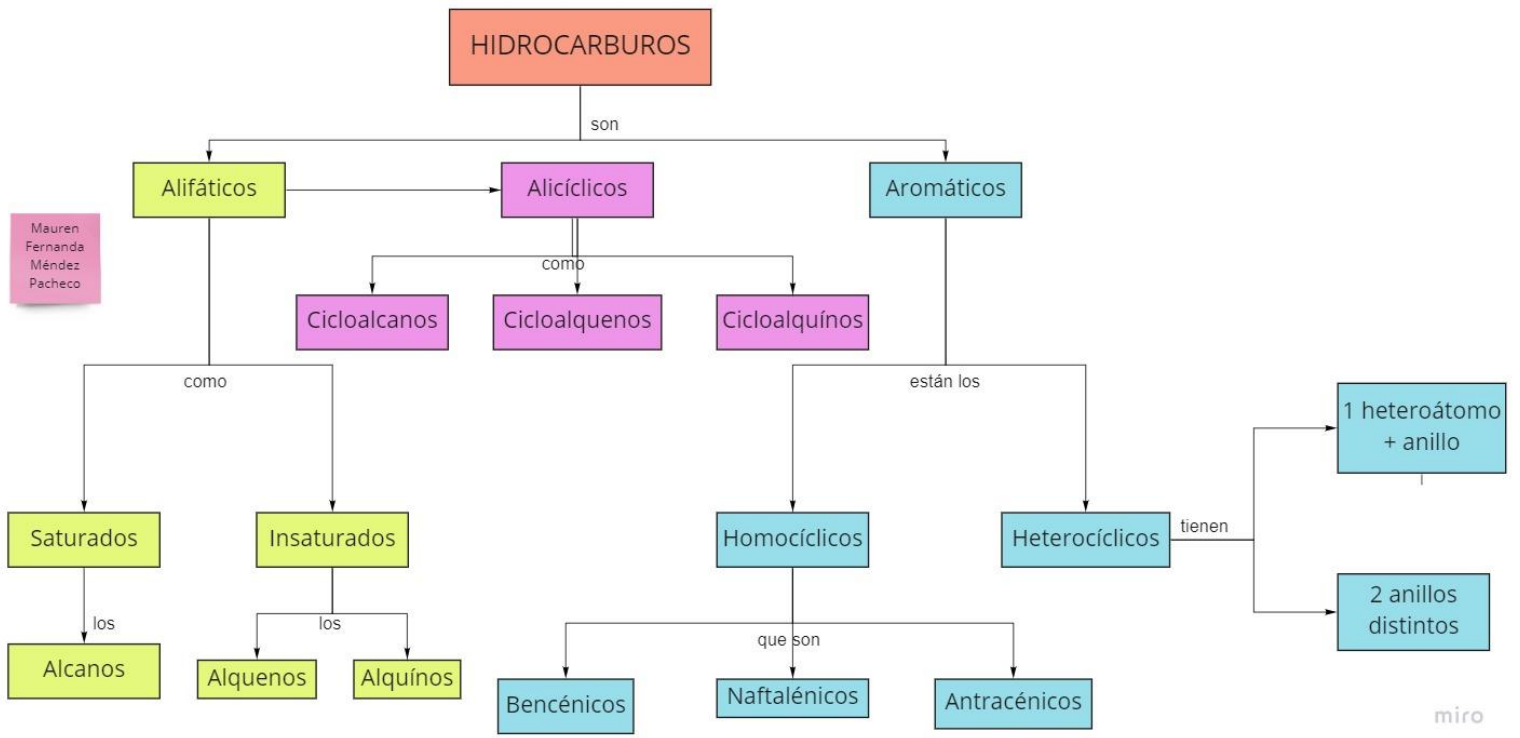 HIDROCARBUROS
son
Alifáticos
Alicíclicos
Aromáticos
Mauren
Fernanda
Méndez
Pacheco
como
Cicloalcanos
Cicloalquenos
Cicloalquínos
como
están los
1 heteroátomo
+ anillo
Saturados
Insaturados
Homocíclicos
Heterocíclicos
tienen
2 anillos
distintos
los
los
que son
Alcanos
Alquenos
Alquínos
Bencénicos
Naftalénicos
Antracénicos
miro